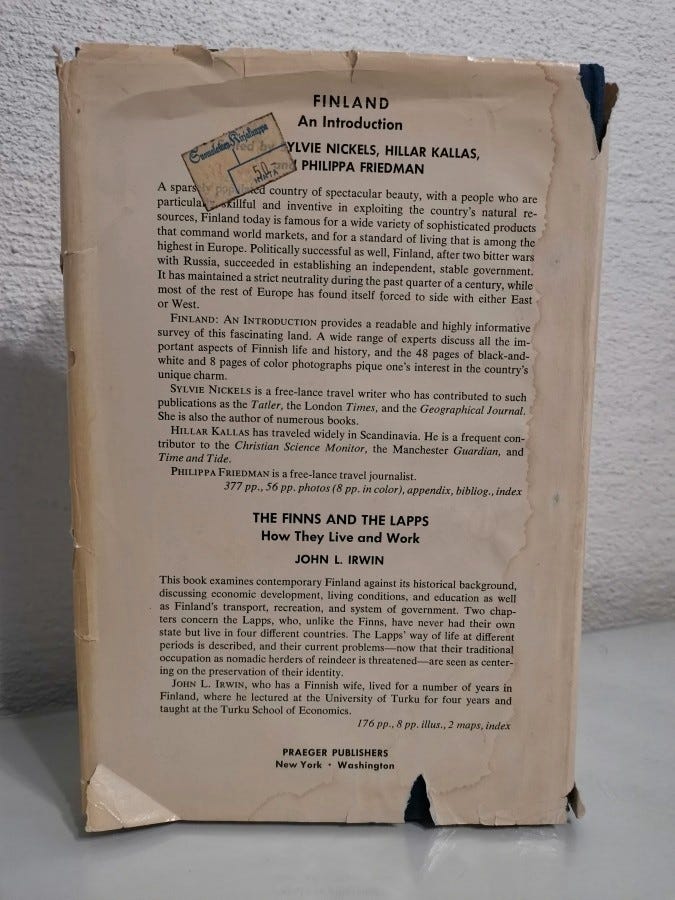 FINLAND
An Introduction
SYLVIE NICKELS, HILLAR KALLAS,
PHILIPPA FRIEDMAN
50
HINTA
A sparsely populated country of spectacular beauty, with a people who are
particularly skillful and inventive in exploiting the country's natural re-
sources, Finland today is famous for a wide variety of sophisticated products
that command world markets, and for a standard of living that is among the
highest in Europe. Politically successful as well, Finland, after two bitter wars
with Russia, succeeded in establishing an independent, stable government.
It has maintained a strict neutrality during the past quarter of a century, while
most of the rest of Europe has found itself forced to side with either East
or West.
FINLAND: AN INTRODUCTION provides a readable and highly informative
survey of this fascinating land. A wide range of experts discuss all the im-
portant aspects of Finnish life and history, and the 48 pages of black-and-
white and 8 pages of color photographs pique one's interest in the country's
unique charm.
SYLVIE NICKELS is a free-lance travel writer who has contributed to such
publications as the Tatler, the London Times, and the Geographical Journal.
She is also the author of numerous books.
HILLAR KALLAS has traveled widely in Scandinavia. He is a frequent con-
tributor to the Christian Science Monitor, the Manchester Guardian, and
Time and Tide.
PHILIPPA FRIEDMAN is a free-lance travel journalist.
377 pp., 56 pp. photos (8 pp. in color), appendix, bibliog., index
THE FINNS AND THE LAPPS
How They Live and Work
JOHN L. IRWIN
This book examines contemporary Finland against its historical background,
discussing economic development, living conditions, and education as well
as Finland's transport, recreation, and system of government. Two chap-
ters concern the Lapps, who, unlike the Finns, have never had their own
state but live in four different countries. The Lapps' way of life at different
periods is described, and their current problems—now that their traditional
occupation as nomadic herders of reindeer is threatened—are seen as center-
ing on the preservation of their identity.
JOHN L. IRWIN, who has a Finnish wife, lived for a number of years in
Finland, where he lectured at the University of Turku for four years and
taught at the Turku School of Economics.
176 pp., 8 pp. illus., 2 maps, index
PRAEGER PUBLISHERS
New York · Washington